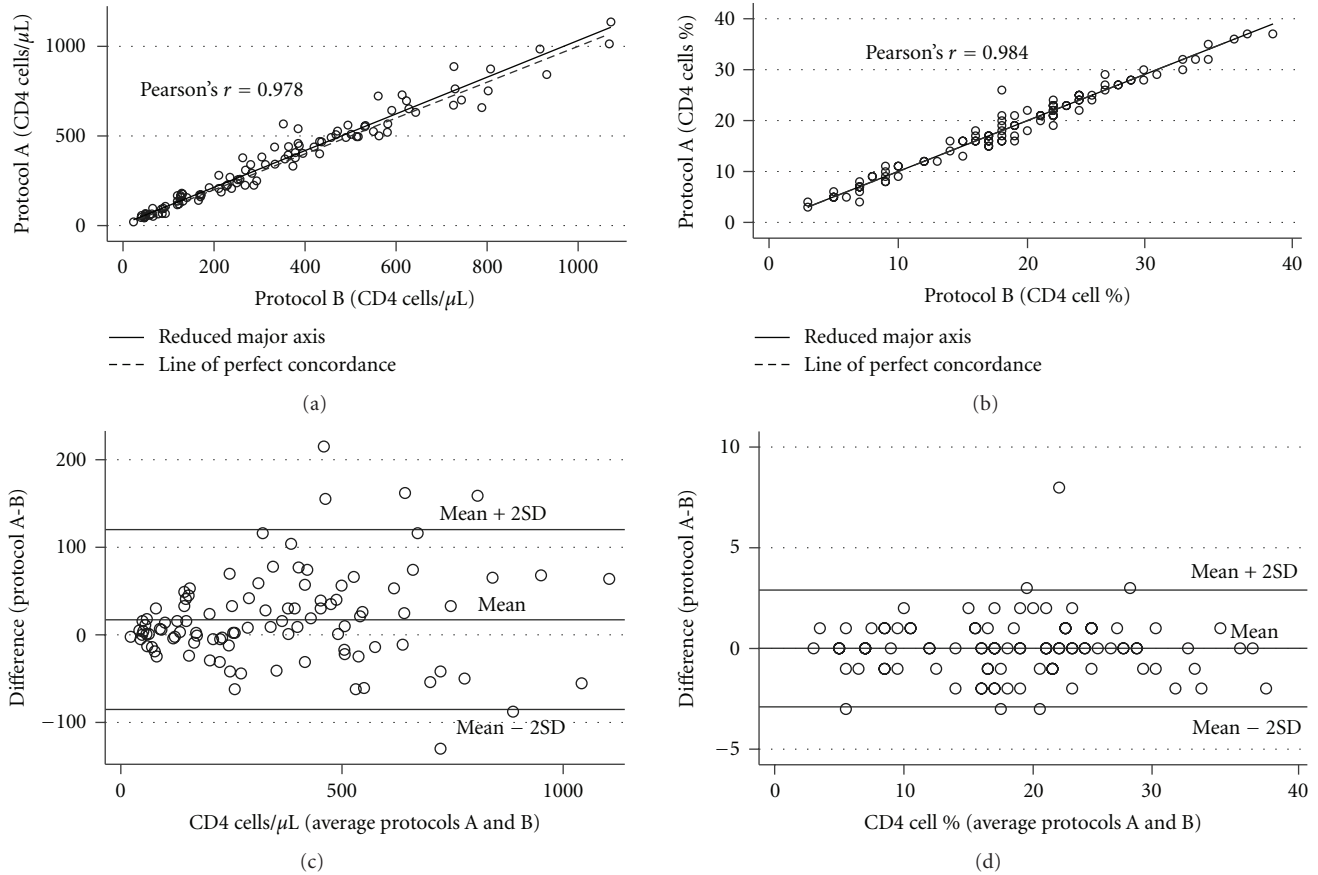 Protocol A (CD4 cells/μL)
1000
500
0
Pearson's r = 0.978
0 200 400 600 800 1000
Protocol B (CD4 cells/μL)
Reduced major axis
Line of perfect concordance
(a)
Protocol A (CD4 cells %)
40
30
20
10
0
Pearson's r = 0.984
0 10 20 30 40
Protocol B (CD4 cell %)
Reduced major axis
Line of perfect concordance
(b)
Difference (protocol A-B)
200
100
0
−100
Mean + 2SD
Mean
Mean − 2SD
0 500 1000
CD4 cells/μL (average protocols A and B)
(c)
Difference (protocol A-B)
10
5
0
−5
Mean + 2SD
Mean
Mean − 2SD
0 10 20 30 40
CD4 cell % (average protocols A and B)
(d)